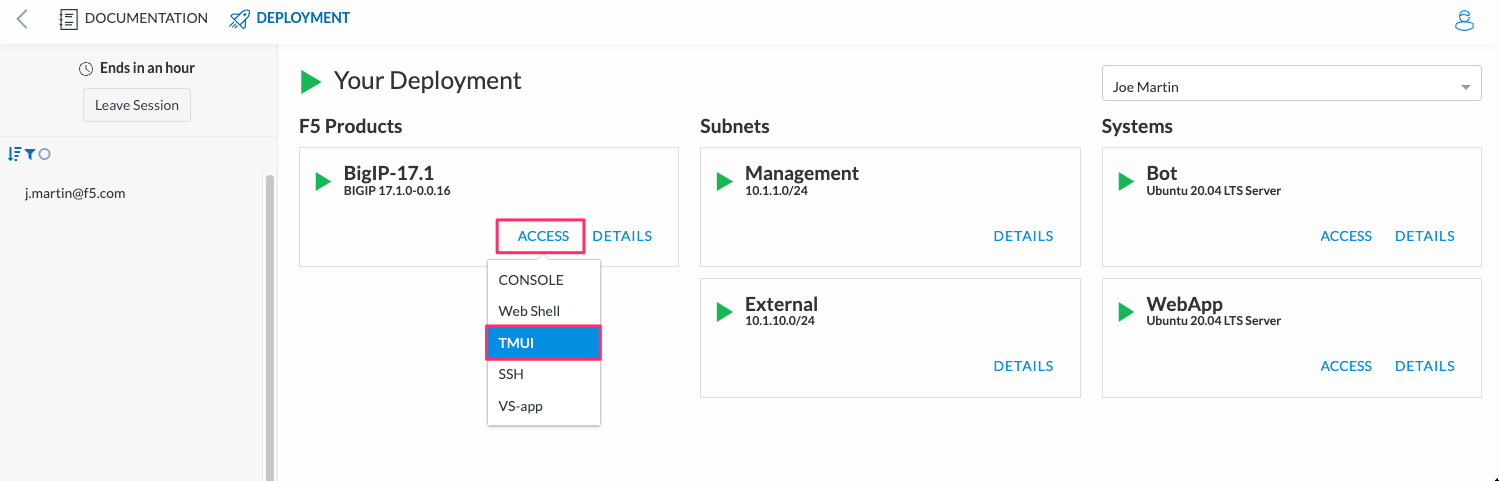 DOCUMENTATION
DEPLOYMENT
Ends in an hour
Leave Session
j.martin@f5.com
Your Deployment
Joe Martin
F5 Products
BigIP-17.1
BIGIP 17.1.0-0.0.16
ACCESS DETAILS
CONSOLE
Web Shell
TMUI
SSH
VS-app
Subnets
Management
10.1.1.0/24
DETAILS
External
10.1.10.0/24
DETAILS
Systems
Bot
Ubuntu 20.04 LTS Server
ACCESS DETAILS
WebApp
Ubuntu 20.04 LTS Server
ACCESS DETAILS